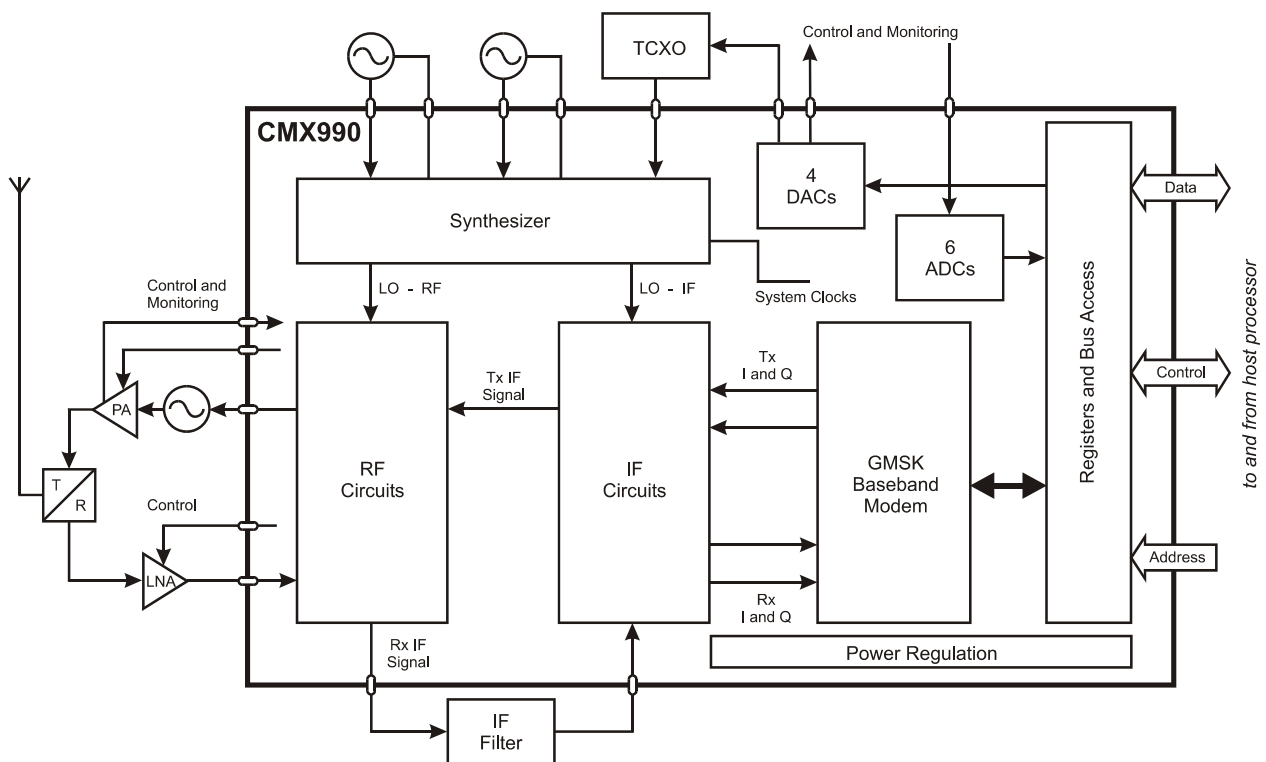 TCXO
Control and Monitoring
CMX990
4
DACs
Synthesizer
6
ADCs
Data
Control and
Monitoring
LO - RF
LO - IF
System Clocks
Registers and Bus Access
to and from host processor
Tx
I and Q
Tx IF
Signal
Control
PA
RF
Circuits
IF
Circuits
GMSK
Baseband
Modem
T
R
Control
LNA
Address
Rx
I and Q
Rx IF
Signal
Power Regulation
IF
Filter